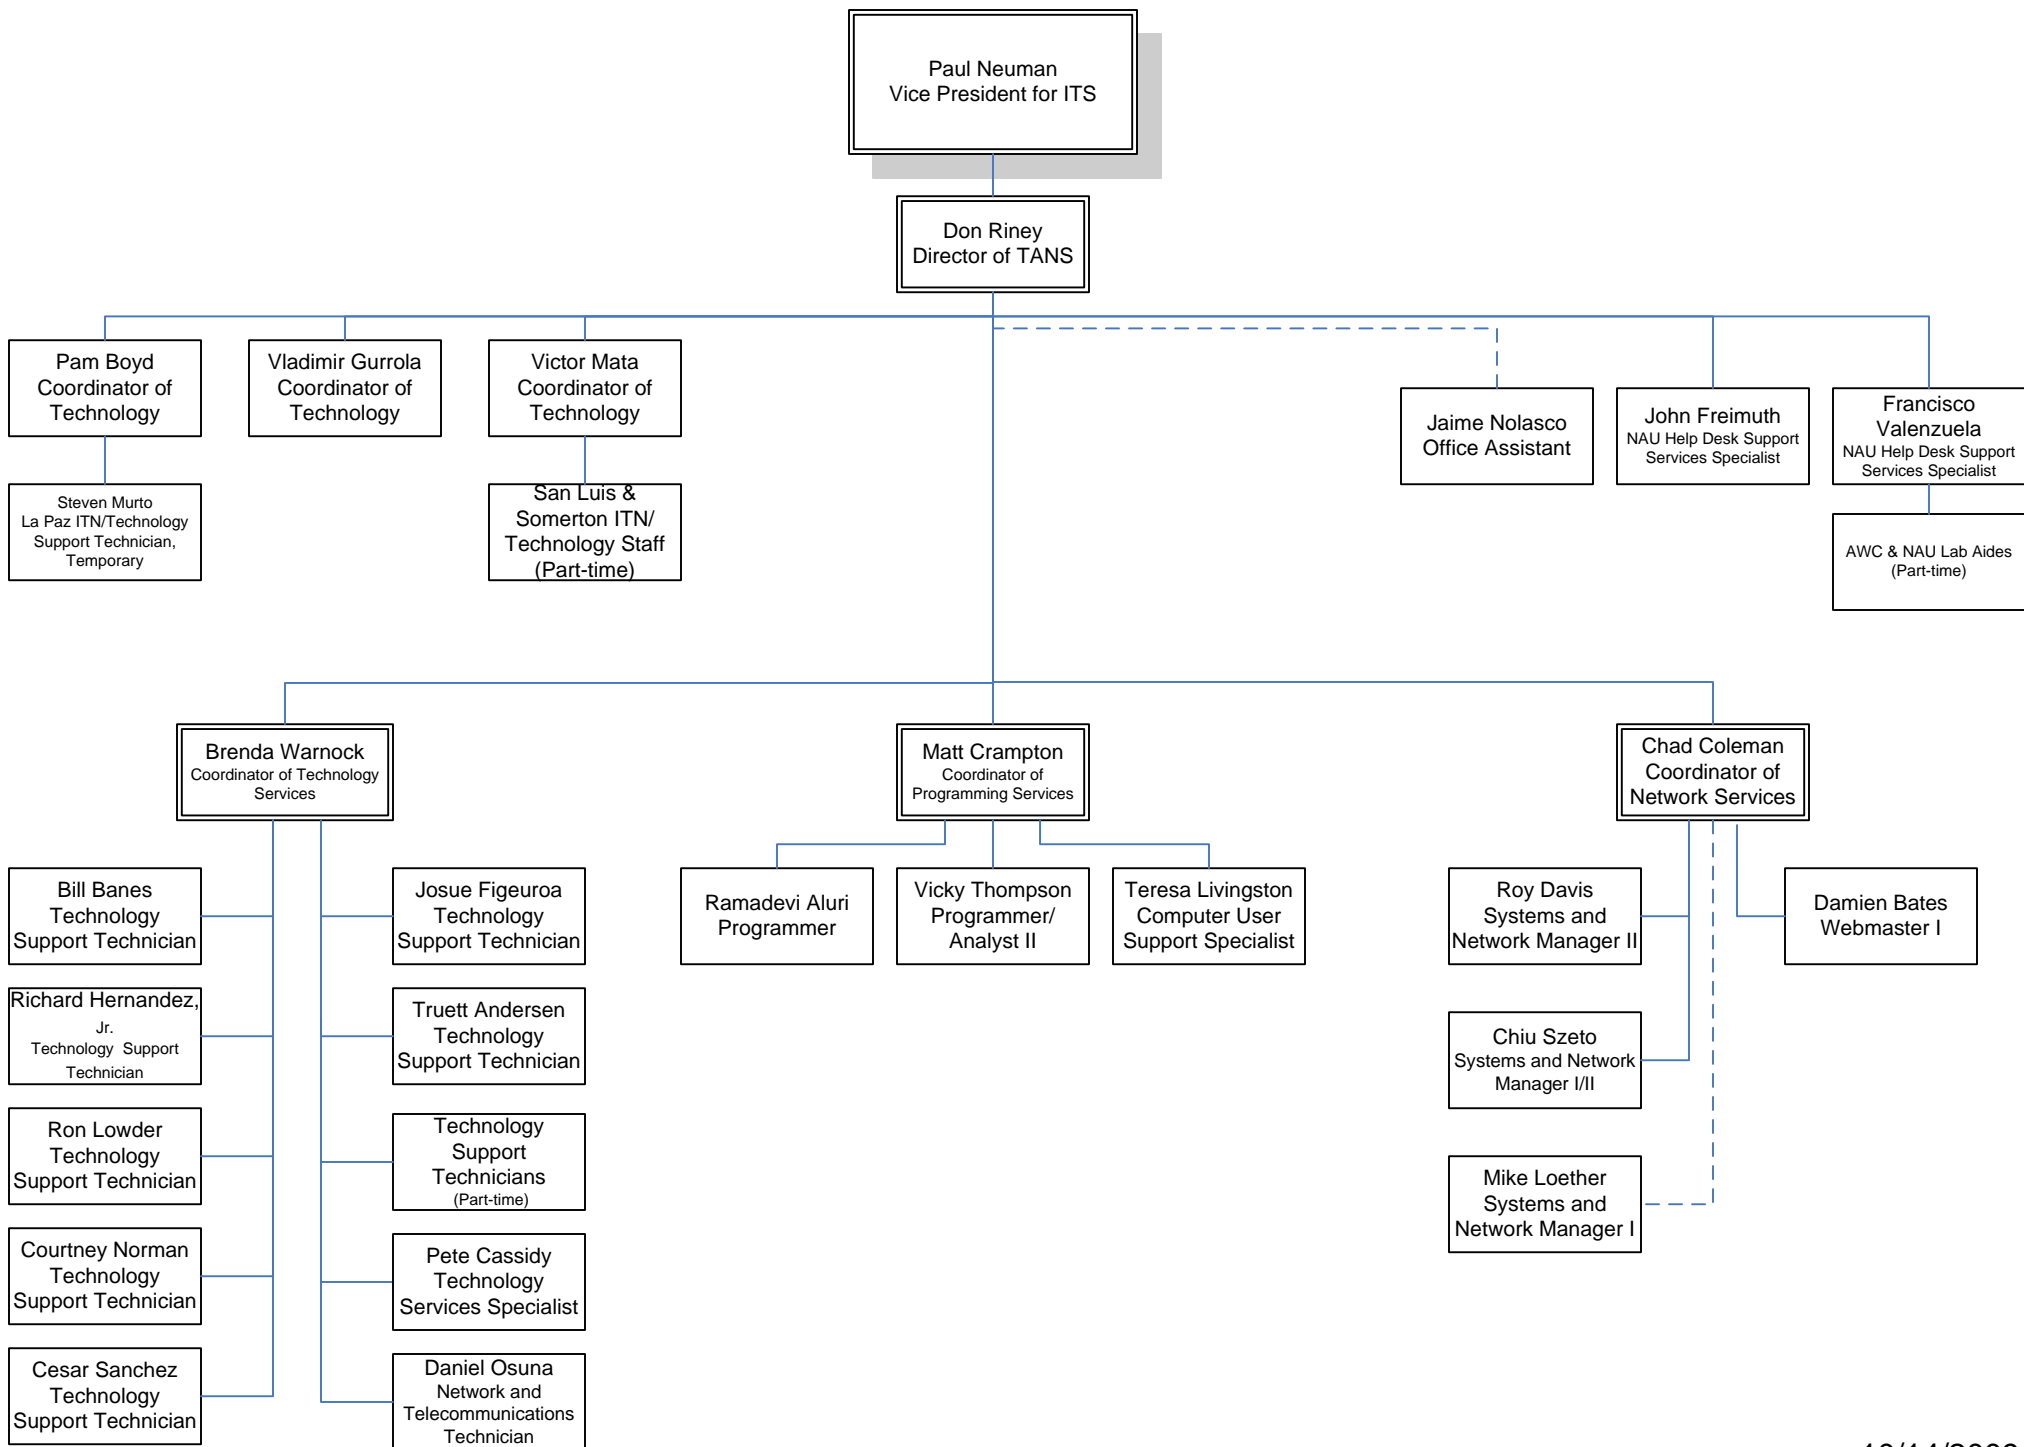 Paul Neuman
Vice President for ITS
Don Riney
Director of TANS
Pam Boyd
Coordinator of
Technology
Vladimir Gurrola
Coordinator of
Technology
Victor Mata
Coordinator of
Technology
Jaime Nolasco
Office Assistant
John Freimuth
NAU Help Desk Support
Services Specialist
Francisco
Valenzuela
NAU Help Desk Support
Services Specialist
Steven Murto
La Paz ITN/Technology
Support Technician,
Temporary
San Luis &
Somerton ITN/
Technology Staff
(Part-time)
AWC & NAU Lab Aides
(Part-time)
Brenda Warnock
Coordinator of Technology
Services
Matt Crampton
Coordinator of
Programming Services
Chad Coleman
Coordinator of
Network Services
Bill Banes
Technology
Support Technician
Josue Figeuroa
Technology
Support Technician
Ramadevi Aluri
Programmer
Vicky Thompson
Programmer/
Analyst II
Teresa Livingston
Computer User
Support Specialist
Roy Davis
Systems and
Network Manager II
Damien Bates
Webmaster I
Richard Hernandez,
Jr.
Technology Support
Technician
Truett Andersen
Technology
Support Technician
Chiu Szeto
Systems and Network
Manager I/II
Ron Lowder
Technology
Support Technician
Technology
Support
Technicians
(Part-time)
Mike Loether
Systems and
Network Manager I
Courtney Norman
Technology
Support Technician
Pete Cassidy
Technology
Services Specialist
Cesar Sanchez
Technology
Support Technician
Daniel Osuna
Network and
Telecommunications
Technician